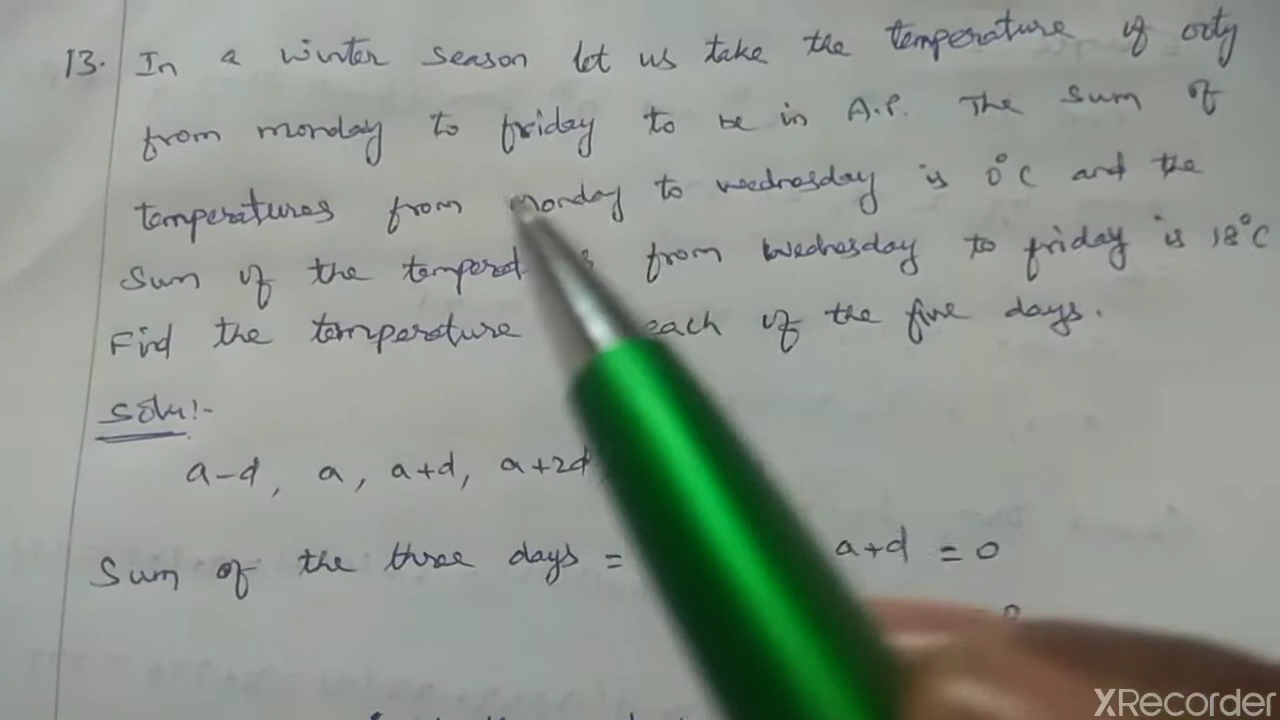 13. In a winter season let us take the temperature of ooty
from monday to friday to be in A.P. The sum of
temperatures from monday to wednesday is 0°C and the
sum of the from wednesday to friday is 18°C
Find the temperature each of the five days.
Soln:-
a-d, a, a+d, a+2d
Sum of the three days = a+d = 0
XRecorder